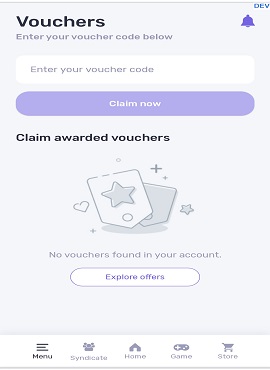 DEV
Vouchers
Enter your voucher code below
Enter your voucher code
Claim now
Claim awarded vouchers
No vouchers found in your account.
Explore offers
Menu Syndicate Home Game Store